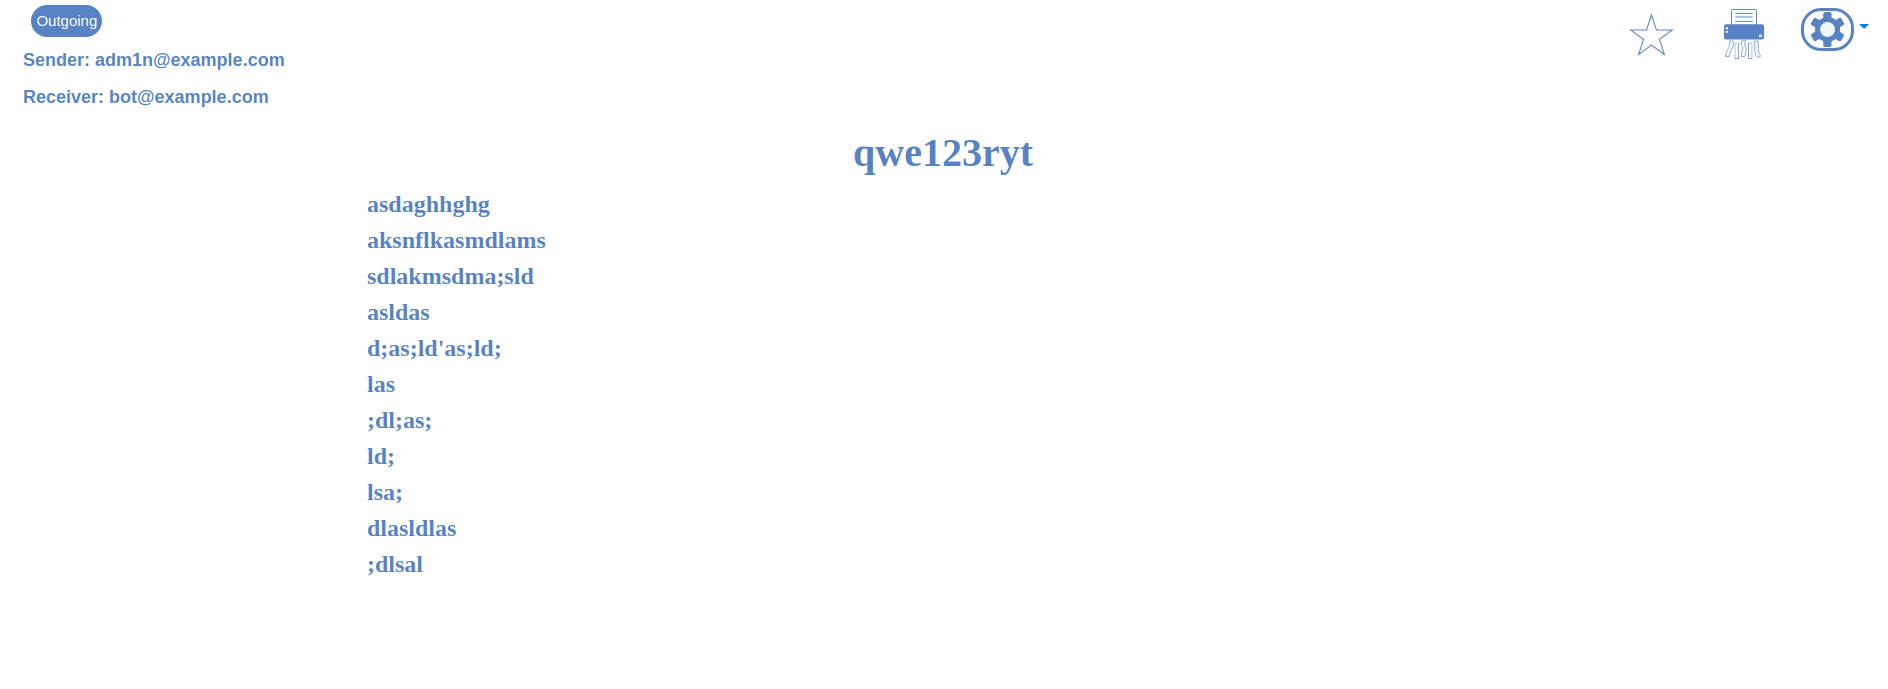 Outgoing
Sender: adm1n@example.com
Receiver: bot@example.com
qwe123ryt
asdaghhghg
aksnflkasmdlams
sdlakmsdma;sld
asldas
d;as;ld'as;ld;
las
;dl;as;
ld;
lsa;
dlasldlas
;dlsal